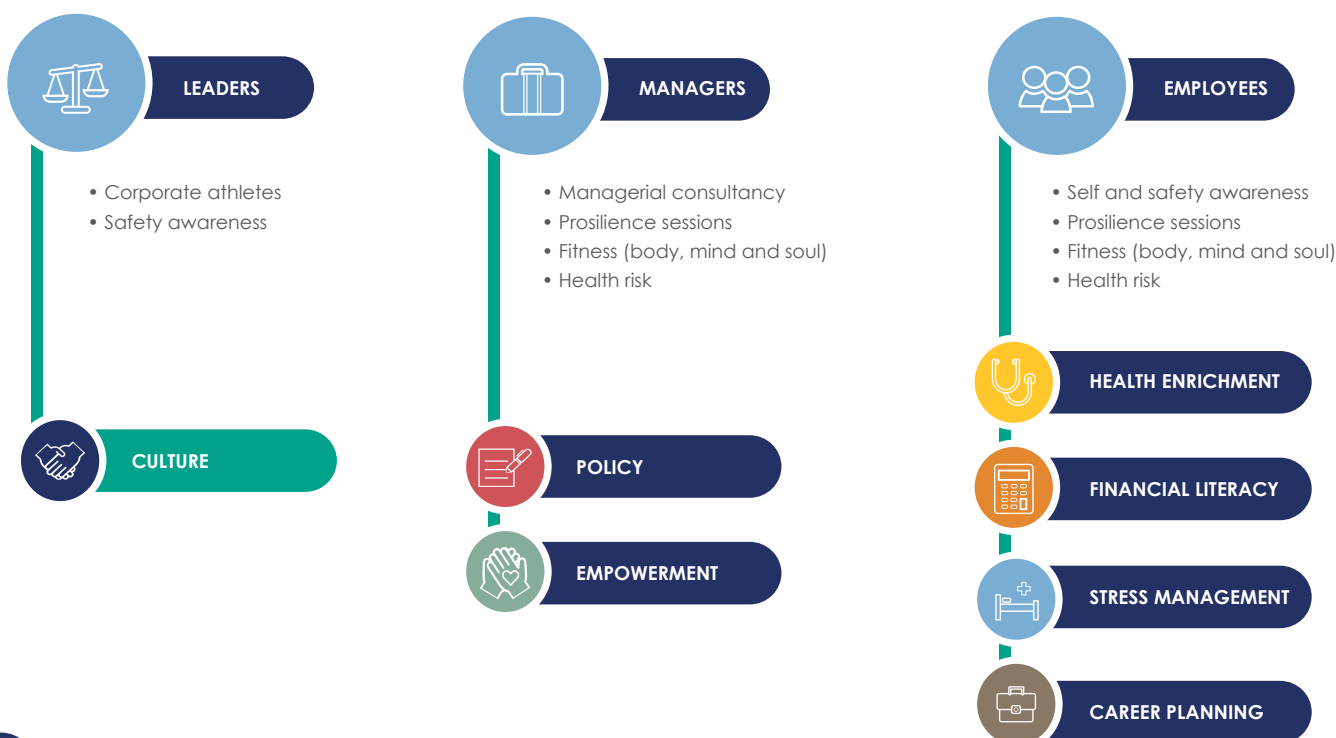 LEADERS
• Corporate athletes
• Safety awareness
CULTURE
MANAGERS
• Managerial consultancy
• Prosilience sessions
• Fitness (body, mind and soul)
• Health risk
POLICY
EMPOWERMENT
EMPLOYEES
• Self and safety awareness
• Prosilience sessions
• Fitness (body, mind and soul)
• Health risk
HEALTH ENRICHMENT
FINANCIAL LITERACY
STRESS MANAGEMENT
CAREER PLANNING